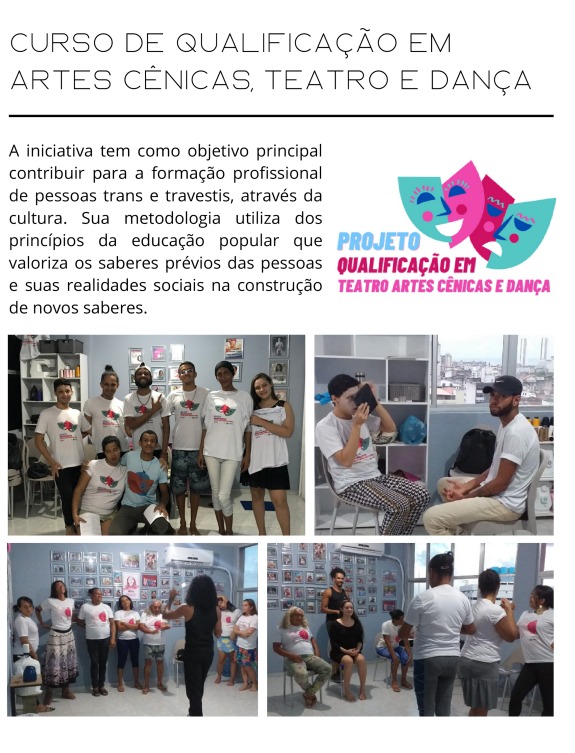 CURSO DE QUALIFICAÇÃO EM
ARTES CÊNICAS, TEATRO E DANÇA
A iniciativa tem como objetivo principal
contribuir para a formação profissional
de pessoas trans e travestis, através da
cultura. Sua metodologia utiliza dos
princípios da educação popular que
valoriza os saberes prévios das pessoas
e suas realidades sociais na construção
de novos saberes.
PROJETO
QUALIFICAÇÃO EM
TEATRO ARTES CÊNICAS E DANÇA